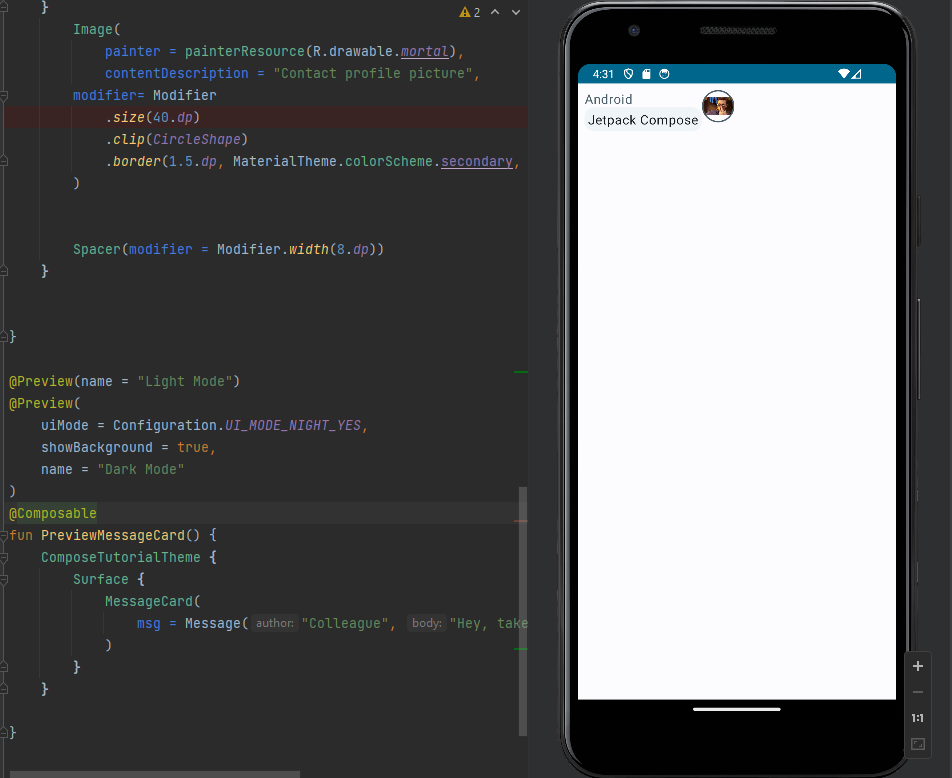 }
2
Image(
painter = painterResource(R.drawable.mortal),
contentDescription = "Contact profile picture",
modifier= Modifier
.size(40.dp)
.clip(CircleShape)
.border(1.5.dp, MaterialTheme.colorScheme.secondary,
)
Spacer(modifier = Modifier.width(8.dp))
}
}
@Preview(name = "Light Mode")
@Preview(
uiMode = Configuration.UI_MODE_NIGHT_YES,
showBackground = true,
name = "Dark Mode"
)
@Composable
fun PreviewMessageCard() {
ComposeTutorialTheme {
Surface {
MessageCard(
msg = Message( author: "Colleague", body: "Hey, take
)
}
}
}
4:31
Android
Jetpack Compose
+
−
1:1